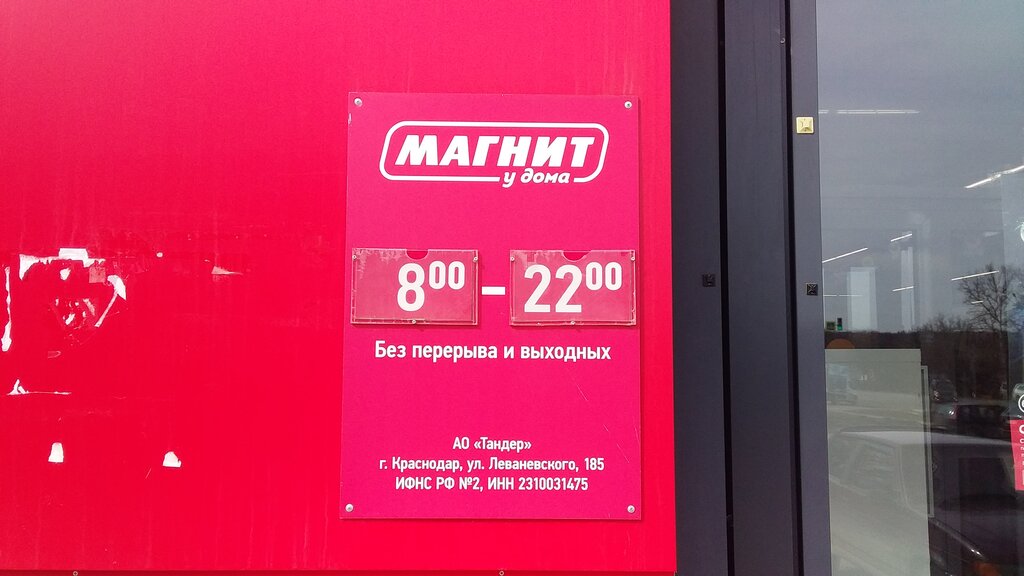 МАГНИТ
у дома
8⁰⁰ – 22⁰⁰
Без перерыва и выходных
АО «Тандер»
г. Краснодар, ул. Леваневского, 185
ИФНС РФ №2, ИНН 2310031475